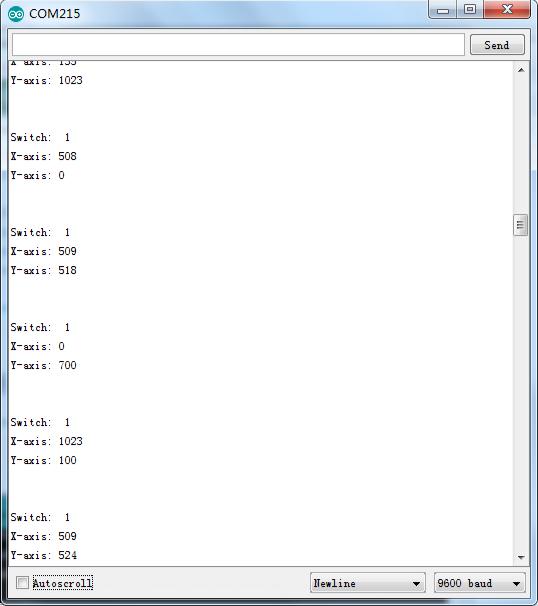 COM215
Send
X-axis: 135
Y-axis: 1023
Switch:  1
X-axis: 508
Y-axis: 0
Switch:  1
X-axis: 509
Y-axis: 518
Switch:  1
X-axis: 0
Y-axis: 700
Switch:  1
X-axis: 1023
Y-axis: 100
Switch:  1
X-axis: 509
Y-axis: 524
Autoscroll
Newline
9600 baud